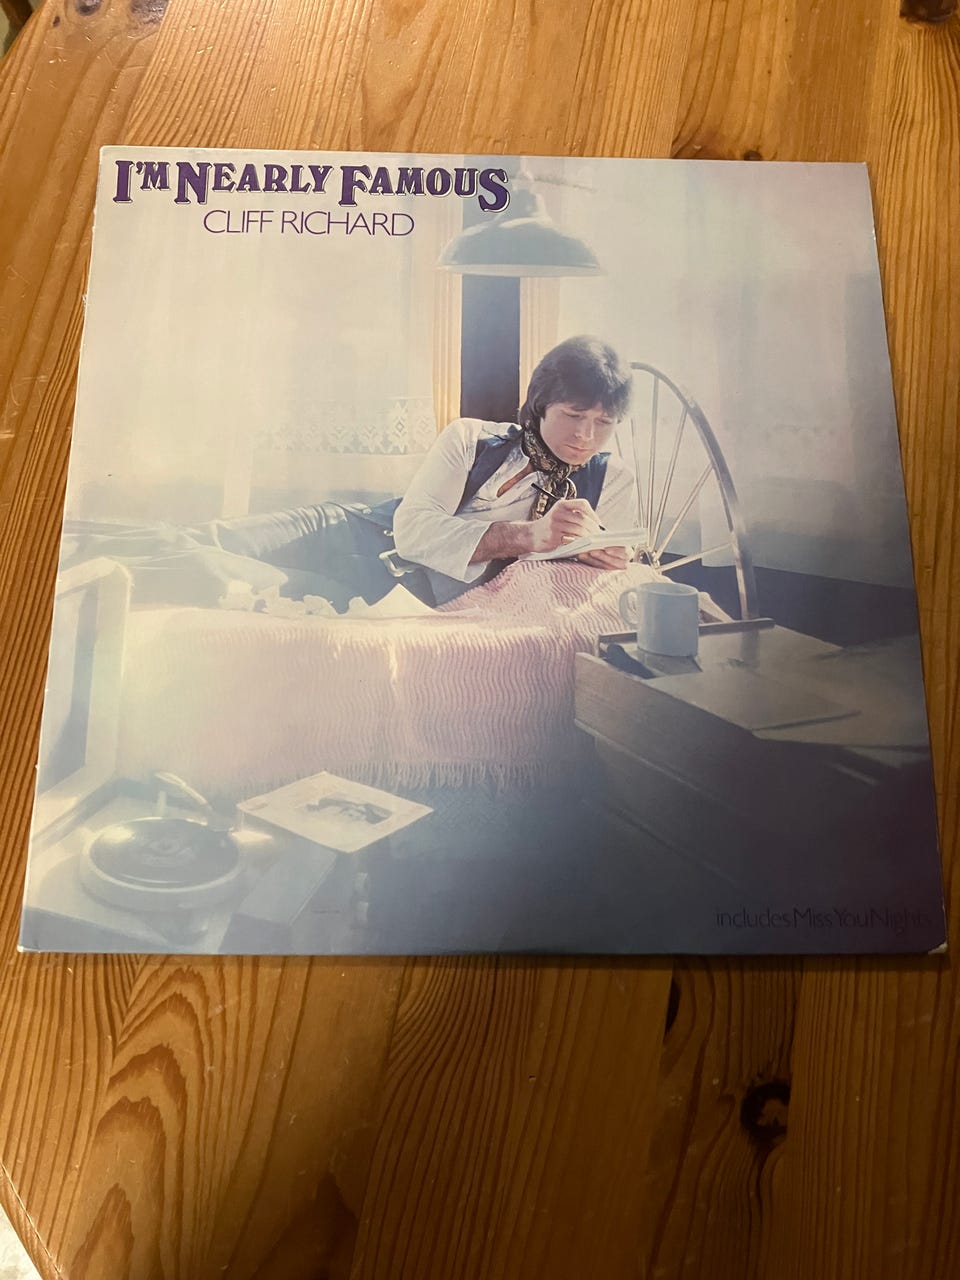 I'M NEARLY FAMOUS
CLIFF RICHARD
includes Miss You Nights